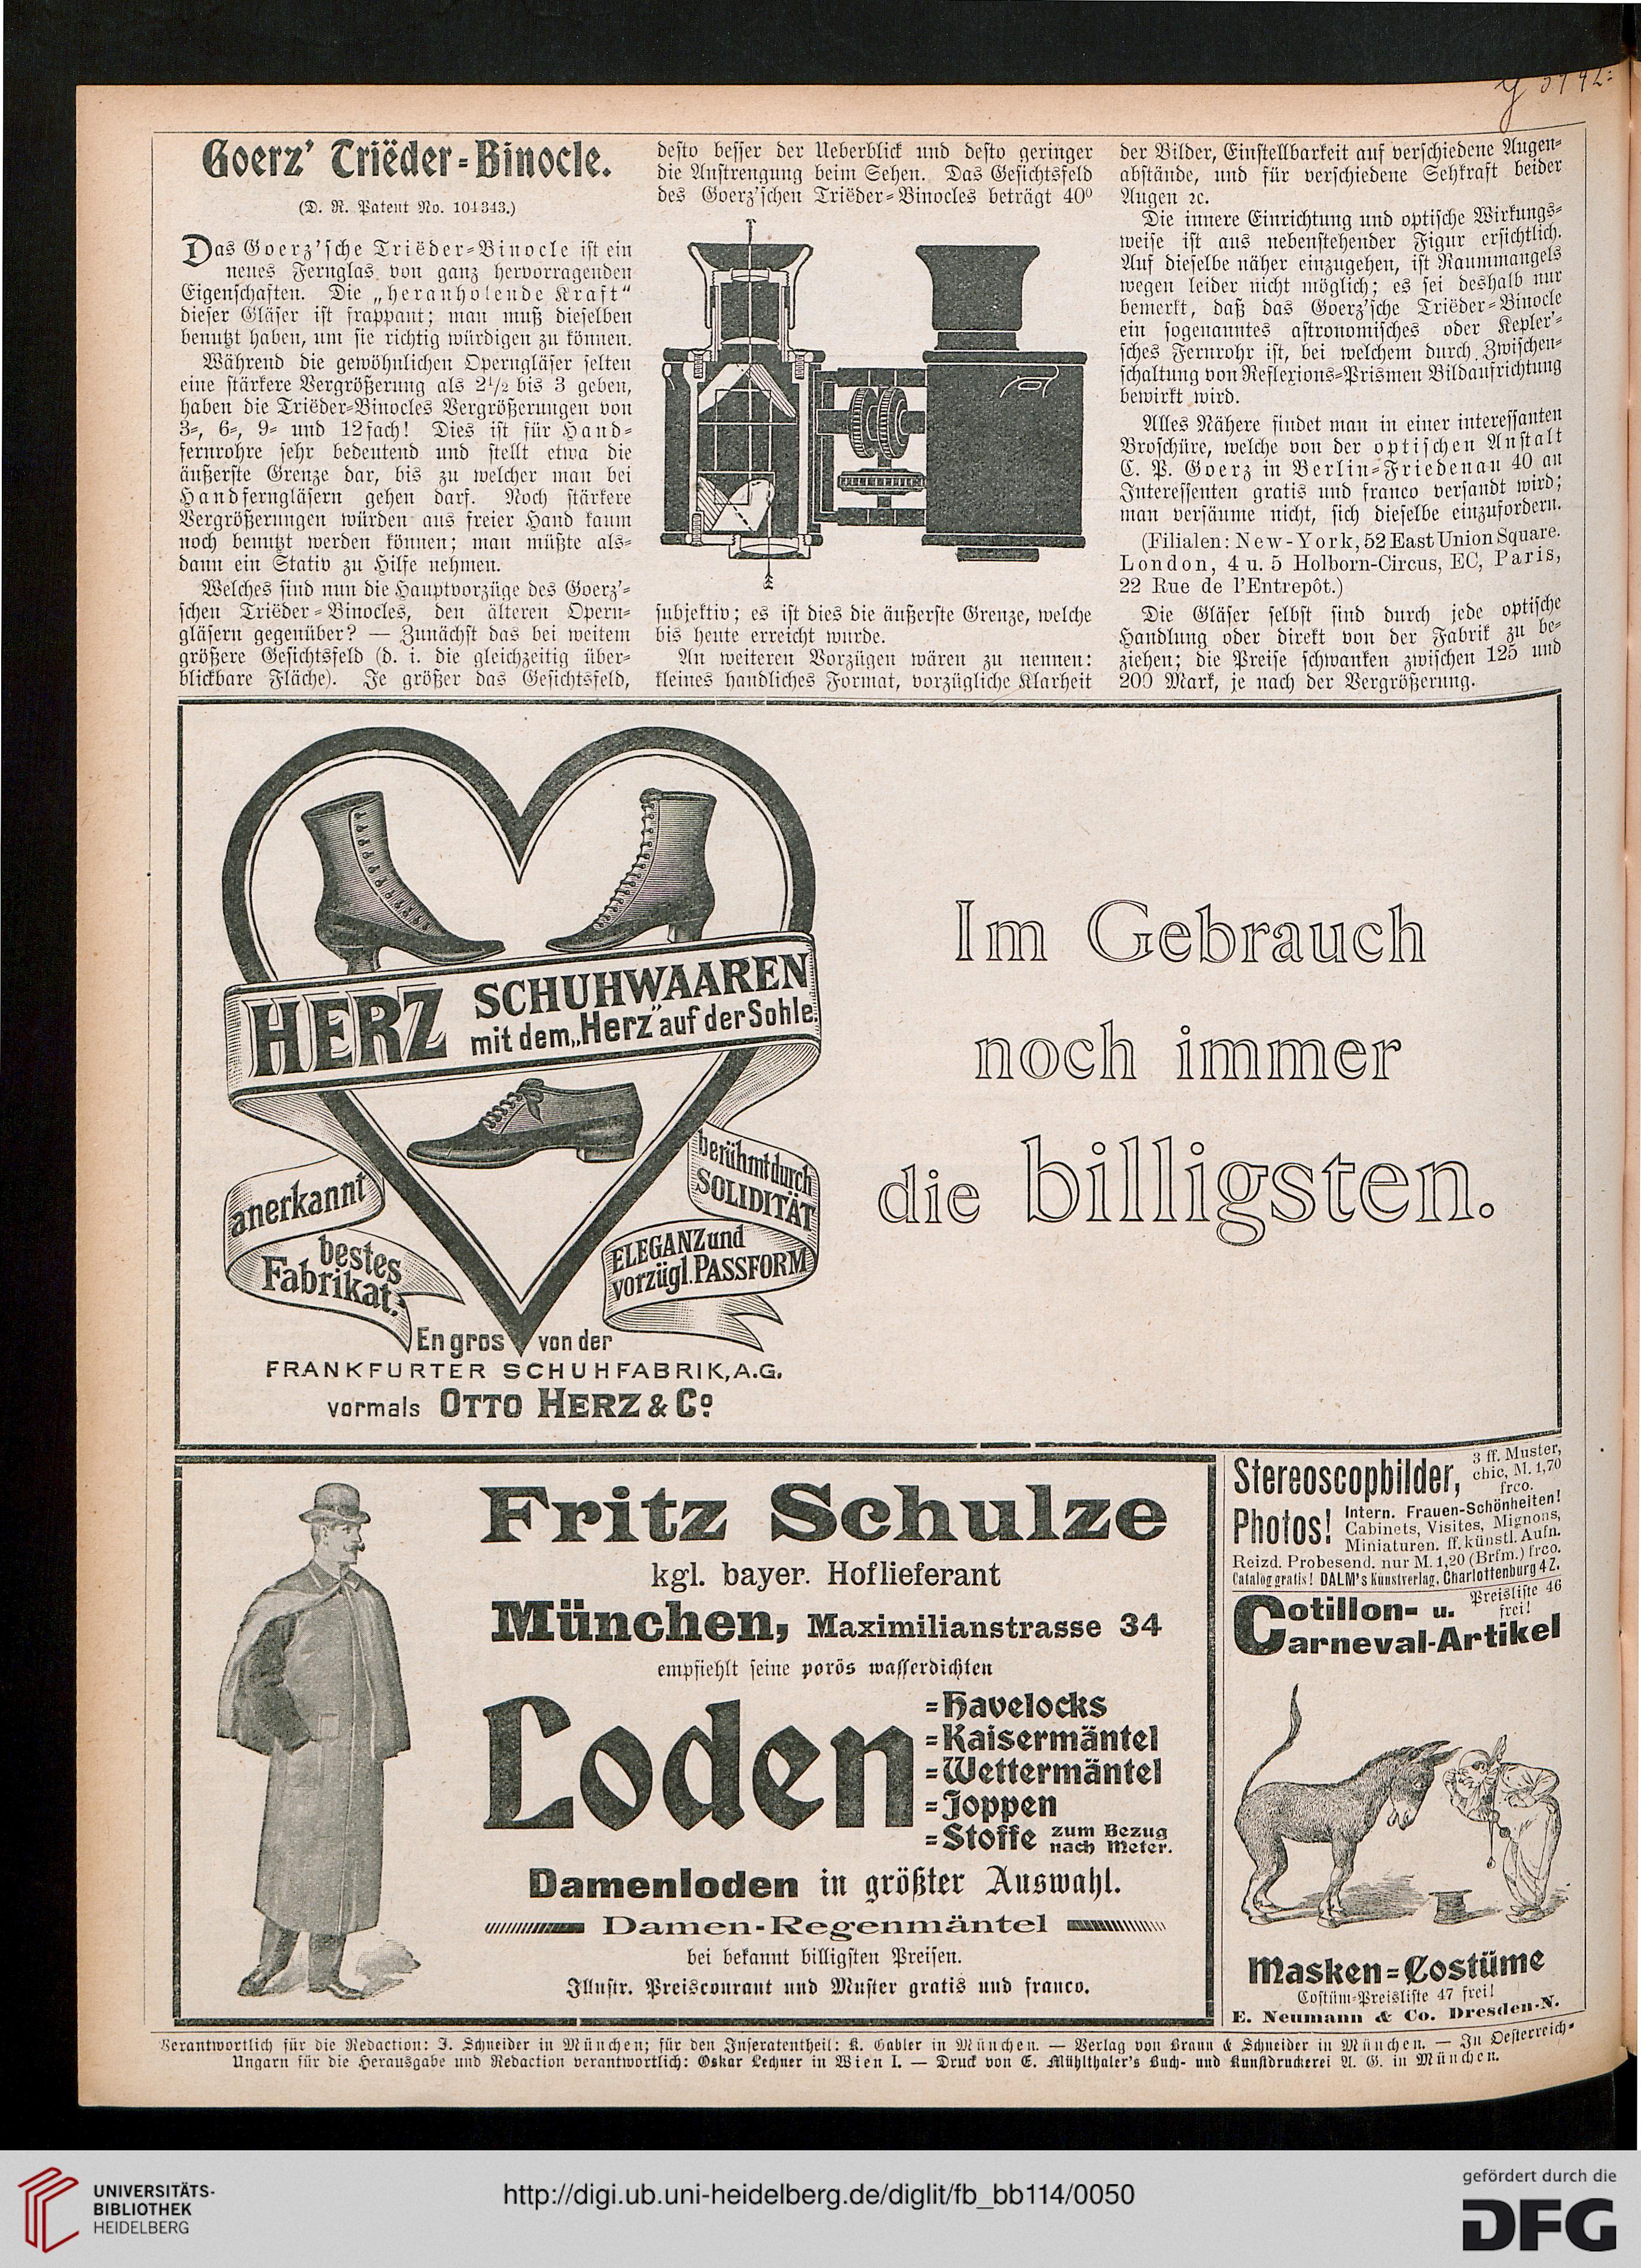 Goerz' Triëder-Binocle.
(D. R. Patent No. 104343.)
Das Goerz'sche Triëder-Binocle ist ein
neues Fernglas von ganz hervorragenden
Eigenschaften. Die „heranholende Kraft“
dieser Gläser ist frappant; man muß dieselben
benutzt haben, um sie richtig würdigen zu können.
Während die gewöhnlichen Operngläser selten
eine stärkere Vergrößerung als 2½ bis 3 geben,
haben die Triëder-Binocles Vergrößerungen von
3-, 6-, 9- und 12fach! Dies ist für Hand-
fernrohre sehr bedeutend und stellt etwa die
äußerste Grenze dar, bis zu welcher man bei
Handferngläsern gehen darf. Noch stärkere
Vergrößerungen würden aus freier Hand kaum
noch benutzt werden können; man müßte als-
dann ein Stativ zu Hilfe nehmen.
Welches sind nun die Hauptvorzüge des Goerz'-
schen Triëder-Binocles, den älteren Opern-
gläsern gegenüber? — Zunächst das bei weitem
größere Gesichtsfeld (d. i. die gleichzeitig über-
blickbare Fläche). Je größer das Gesichtsfeld,
desto besser der Ueberblick und desto geringer
die Anstrengung beim Sehen. Das Gesichtsfeld
des Goerz'schen Triëder-Binocles beträgt 40°
subjektiv; es ist dies die äußerste Grenze, welche
bis heute erreicht wurde.
An weiteren Vorzügen wären zu nennen:
kleines handliches Format, vorzügliche Klarheit
der Bilder, Einstellbarkeit auf verschiedene Augen-
abstände, und für verschiedene Sehkraft beider
Augen ꝛc.
Die innere Einrichtung und optische Wirkungs-
weise ist aus nebenstehender Figur ersichtlich.
Auf dieselbe näher einzugehen, ist Raummangels
wegen leider nicht möglich; es sei deshalb nur
bemerkt, daß das Goerz'sche Triëder-Binocle
ein sogenanntes astronomisches oder Kepler'-
sches Fernrohr ist, bei welchem durch Zwischen-
schaltung von Reflexions-Prismen Bildaufrichtung
bewirkt wird.
Alles Nähere findet man in einer interessanten
Broschüre, welche von der optischen Anstalt
C. P. Goerz in Berlin-Friedenau 40 an
Interessenten gratis und franco versandt wird;
man versäume nicht, sich dieselbe einzufordern.
(Filialen: New-York, 52 East Union Square.
London, 4 u. 5 Holborn-Circus, EC, Paris,
22 Rue de l'Entrepôt.)
Die Gläser selbst sind durch jede optische
Handlung oder direkt von der Fabrik zu be-
ziehen; die Preise schwanken zwischen 125 und
200 Mark, je nach der Vergrößerung.
HERZ SCHUHWAAREN
mit dem „Herz“ auf der Sohle.
anerkannt
bestes
Fabrikat.
berühmt durch
SOLIDITÄT
ELEGANZ und
vorzügl. PASSFORM
En gros von der
FRANKFURTER SCHUHFABRIK, A.G.
vormals OTTO HERZ & Co
Im Gebrauch
noch immer
die billigsten.
Fritz Schulze
kgl. bayer. Hoflieferant
München, Maximilianstrasse 34
empfiehlt seine porös wasserdichten
Loden
=Havelocks
=Kaisermäntel
=Wettermäntel
=Joppen
=Stoffe zum Bezug
nach Meter.
Damenloden in größter Auswahl.
Damen-Regenmäntel
bei bekannt billigsten Preisen.
Illustr. Preiscourant und Muster gratis und franco.
Stereoscopbilder, 3 ff. Muster,
chic, M. 1,70
frco.
Photos! Intern. Frauen-Schönheiten!
Cabinets, Visites, Mignons,
Miniaturen. ff. künstl. Aufn.
Reizd. Probesend. nur M. 1,20 (Brfm.) frco.
Catalog gratis! DALM's Kunstverlag, Charlottenburg 4 Z.
Cotillon- u. Preisliste 46
frei!
Carneval-Artikel
Masken-Costüme
Costüm-Preisliste 47 frei!
E. Neumann & Co. Dresden-N.
Verantwortlich für die Redaction: J. Schneider in München; für den Inseratentheil: K. Gabler in München. — Verlag von Braun & Schneider in München. — In Oesterreich-
Ungarn für die Herausgabe und Redaction verantwortlich: Oskar Lechner in Wien I. — Druck von E. Mühlthaler's Buch- und Kunstdruckerei A. G. in München.
UNIVERSITÄTS-
BIBLIOTHEK
HEIDELBERG
http://digi.ub.uni-heidelberg.de/diglit/fb_bb114/0050
gefördert durch die
DFG